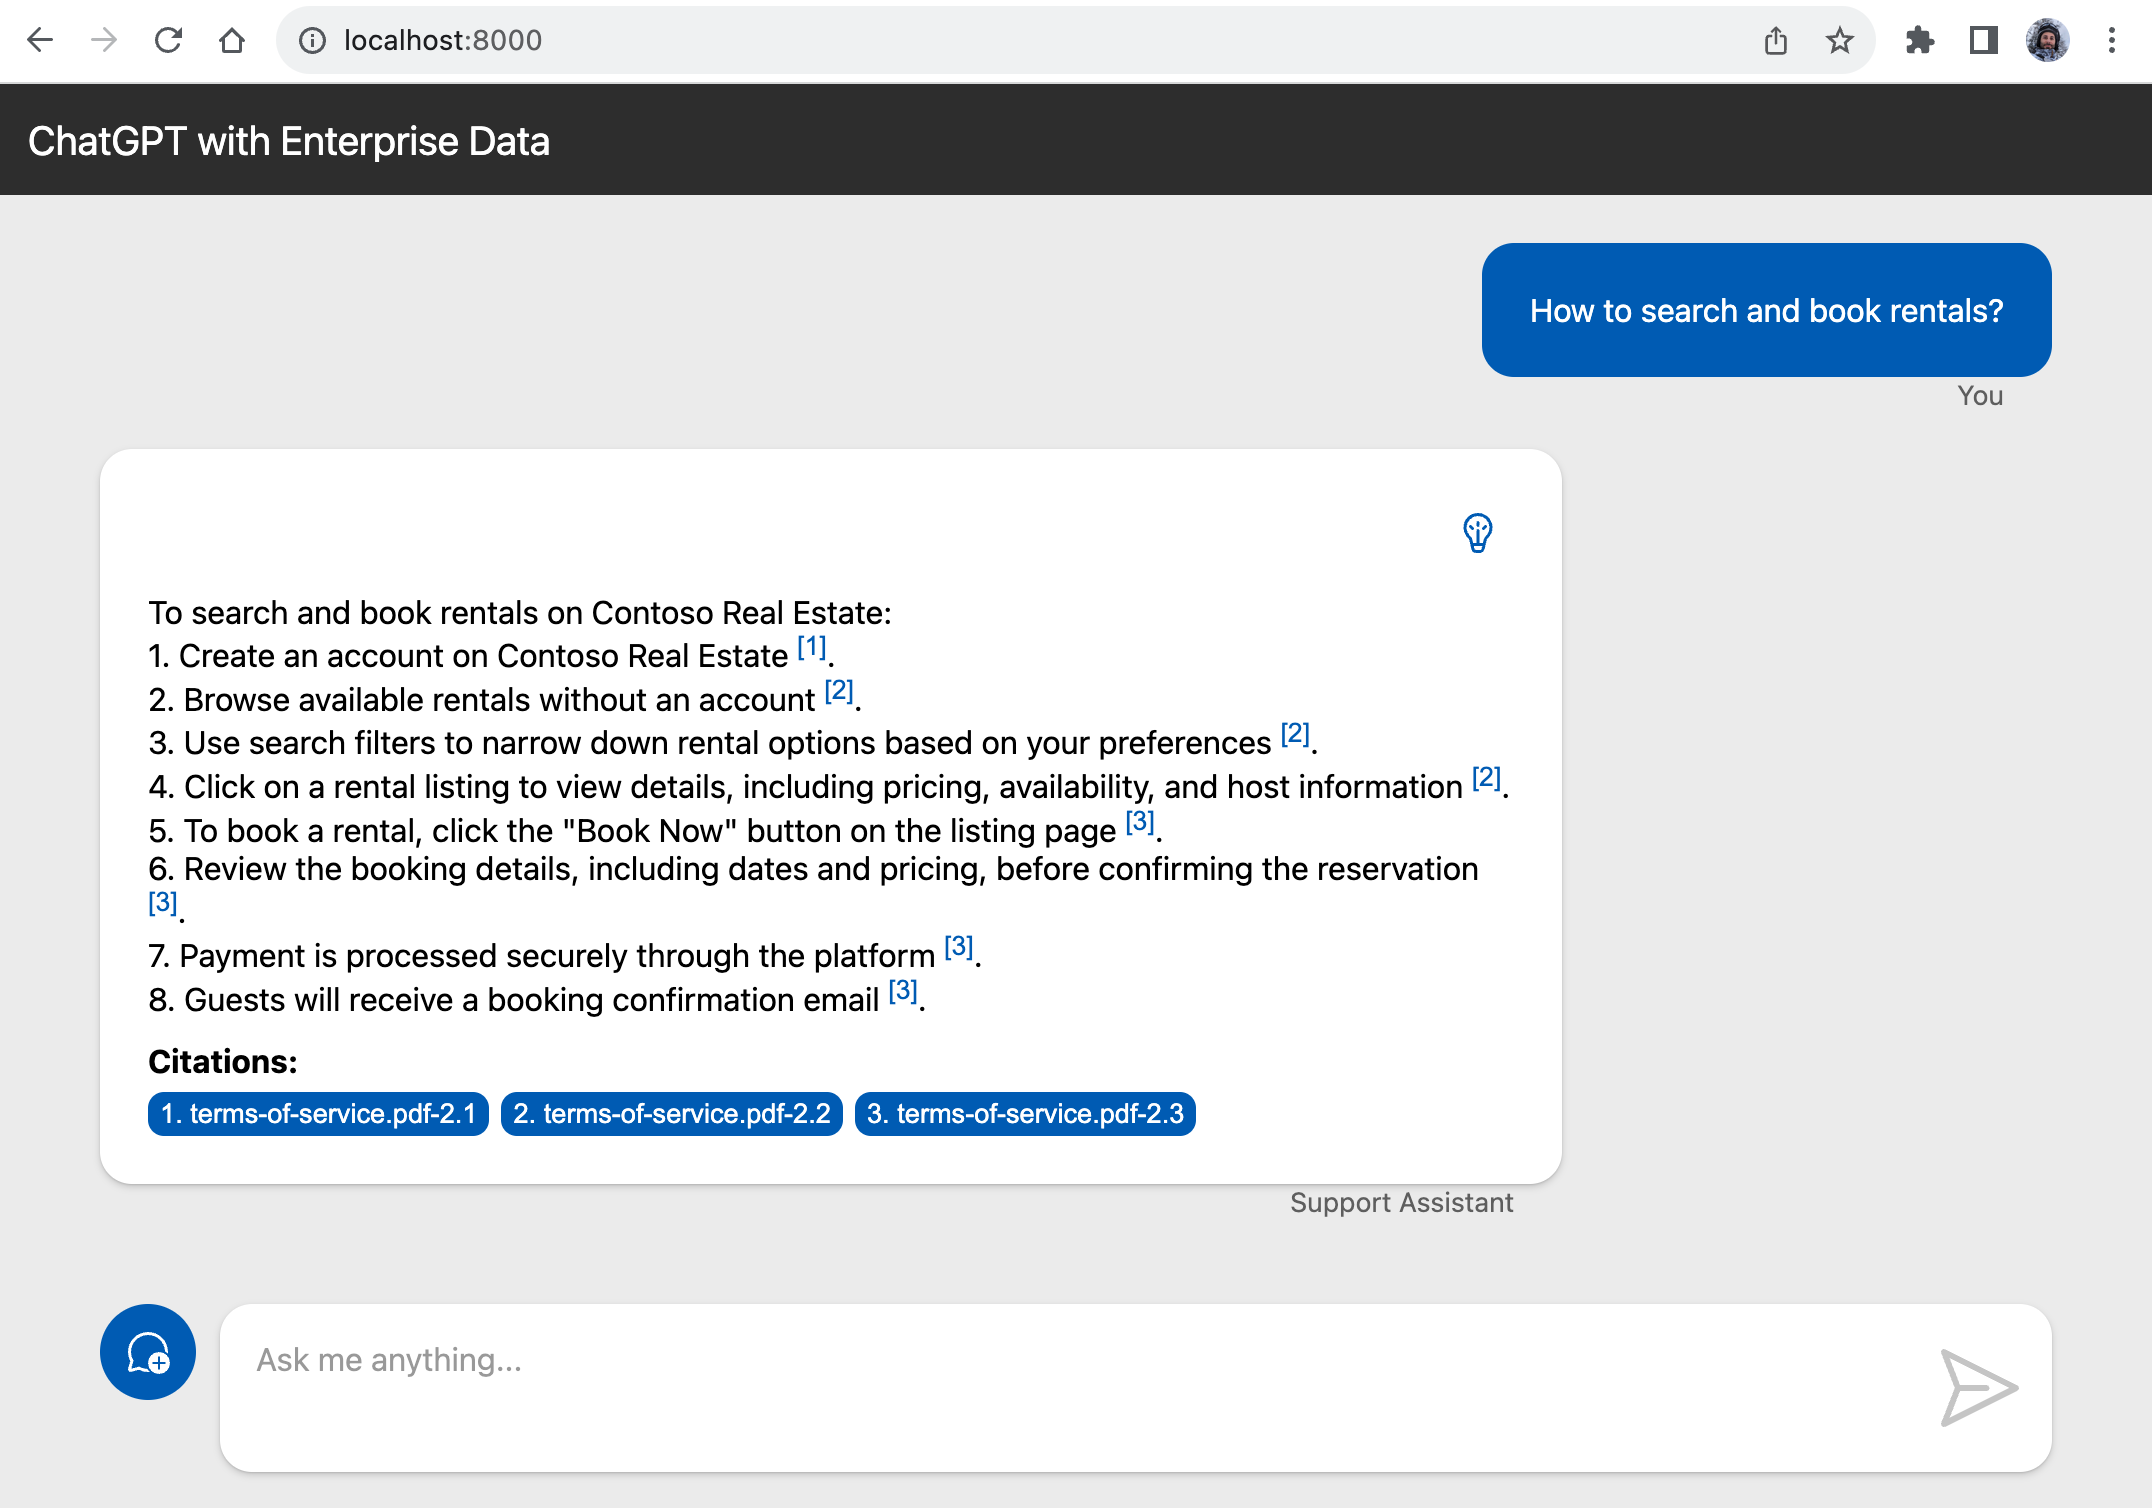 localhost:8000
ChatGPT with Enterprise Data
How to search and book rentals?
You
To search and book rentals on Contoso Real Estate:
1. Create an account on Contoso Real Estate [1].
2. Browse available rentals without an account [2].
3. Use search filters to narrow down rental options based on your preferences [2].
4. Click on a rental listing to view details, including pricing, availability, and host information [2].
5. To book a rental, click the "Book Now" button on the listing page [3].
6. Review the booking details, including dates and pricing, before confirming the reservation
[3].
7. Payment is processed securely through the platform [3].
8. Guests will receive a booking confirmation email [3].
Citations:
1. terms-of-service.pdf-2.1 2. terms-of-service.pdf-2.2 3. terms-of-service.pdf-2.3
Support Assistant
Ask me anything...